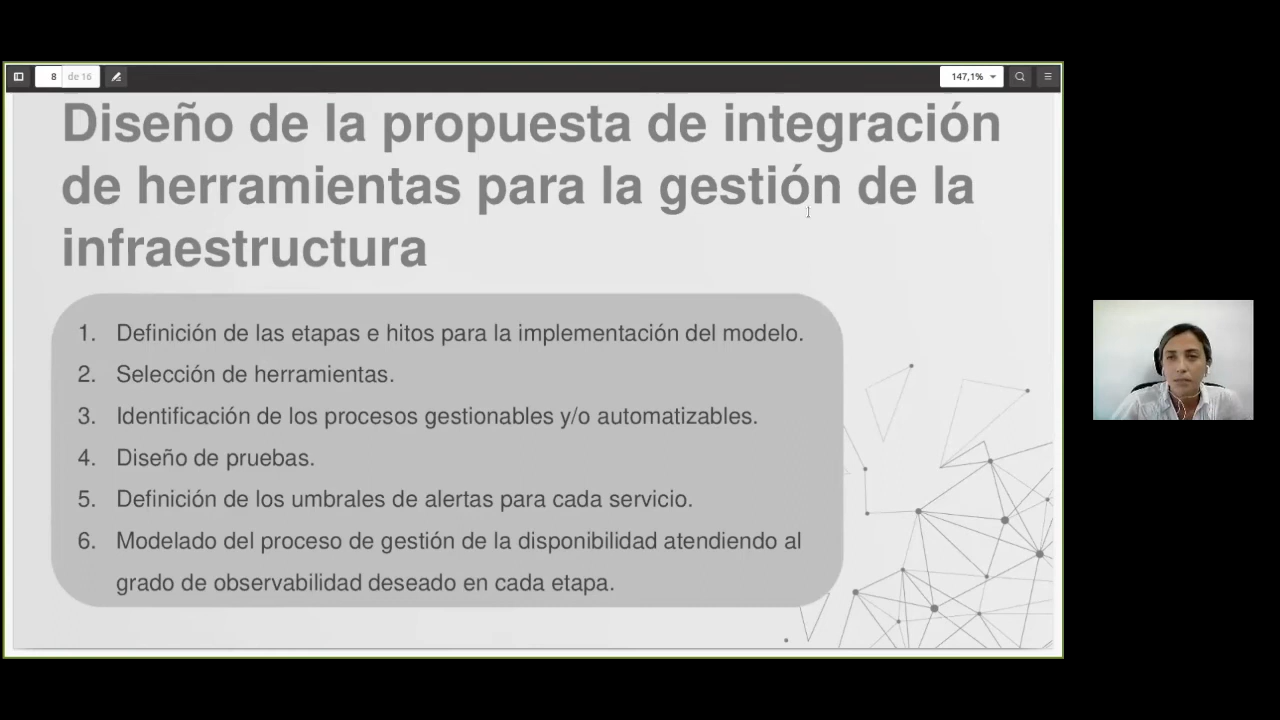 8 de 16
147,1%
Diseño de la propuesta de integración
de herramientas para la gestión de la
infraestructura
1. Definición de las etapas e hitos para la implementación del modelo.
2. Selección de herramientas.
3. Identificación de los procesos gestionables y/o automatizables.
4. Diseño de pruebas.
5. Definición de los umbrales de alertas para cada servicio.
6. Modelado del proceso de gestión de la disponibilidad atendiendo al
grado de observabilidad deseado en cada etapa.